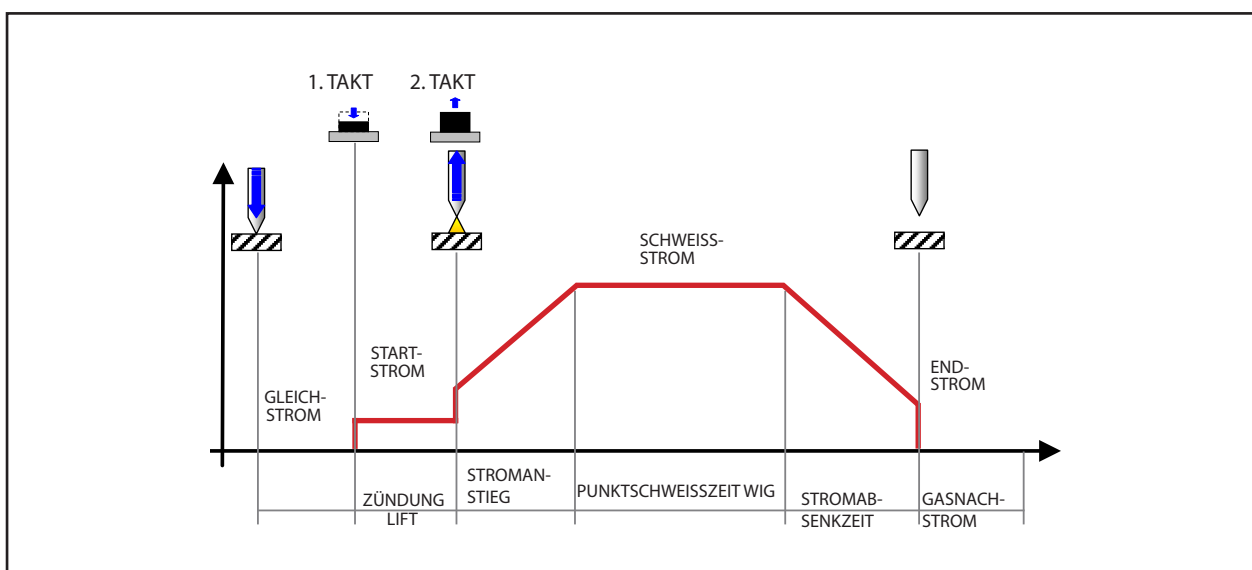 1. TAKT
2. TAKT
SCHWEISS-
STROM
START-
STROM
END-
STROM
GLEICH-
STROM
ZÜNDUNG
LIFT
STROMAN-
STIEG
PUNKTSCHWEISSZEIT WIG
STROMAB-
SENKZEIT
GASNACH-
STROM